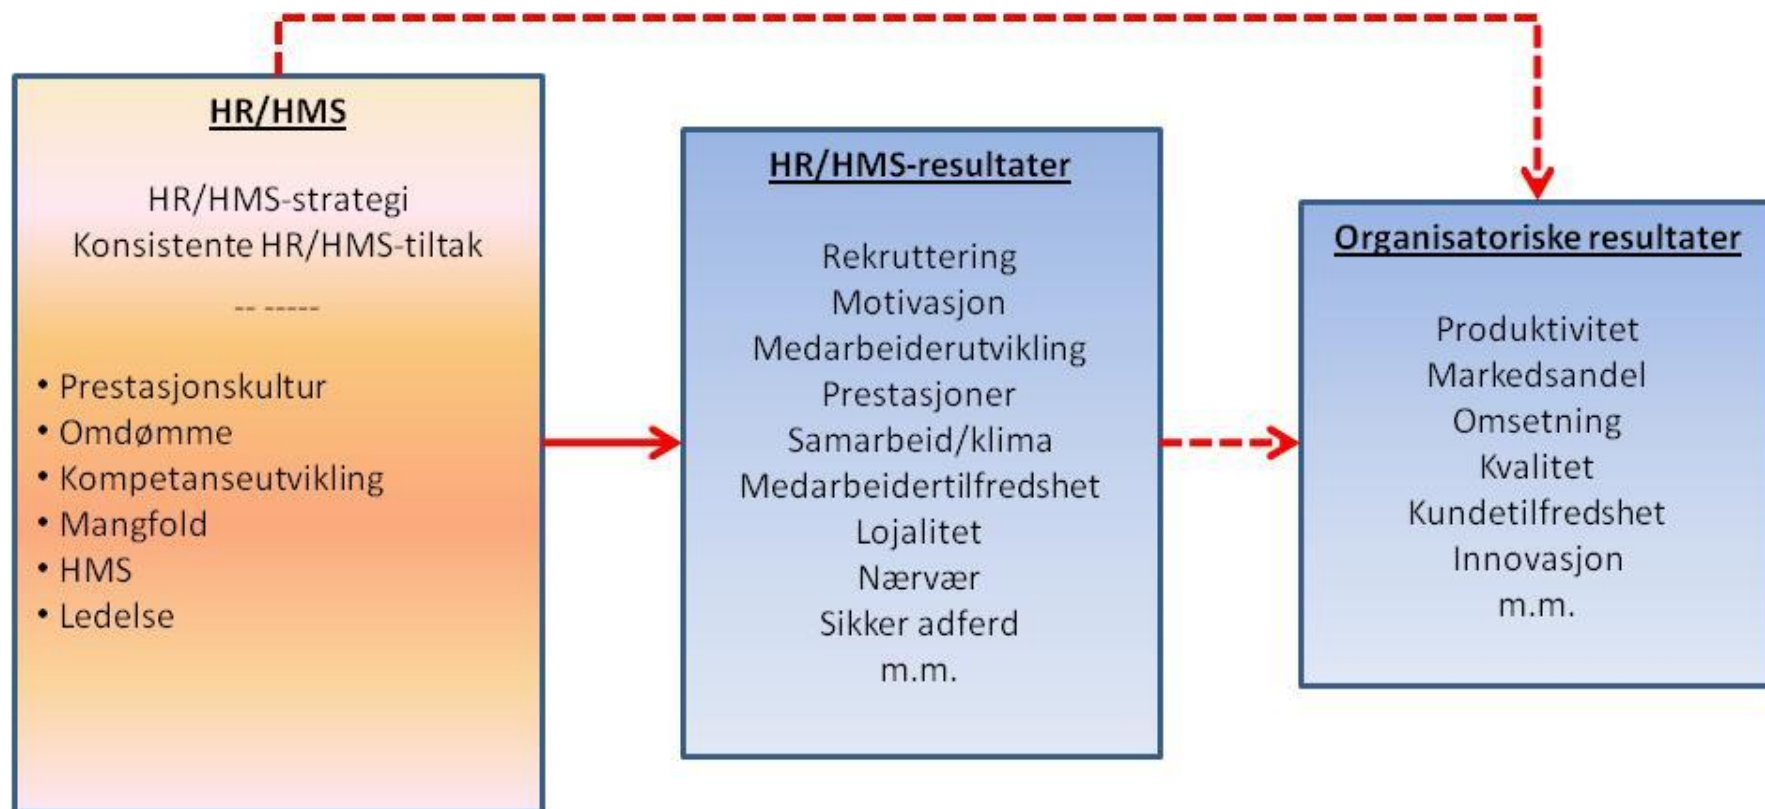 HR/HMS
HR/HMS-strategi
Konsistente HR/HMS-tiltak
-- -----
• Prestasjonskultur
• Omdømme
• Kompetanseutvikling
• Mangfold
• HMS
• Ledelse
HR/HMS-resultater
Rekruttering
Motivasjon
Medarbeiderutvikling
Prestasjoner
Samarbeid/klima
Medarbeidertilfredshet
Lojalitet
Nærvær
Sikker adferd
m.m.
Organisatoriske resultater
Produktivitet
Markedsandel
Omsetning
Kvalitet
Kundetilfredshet
Innovasjon
m.m.